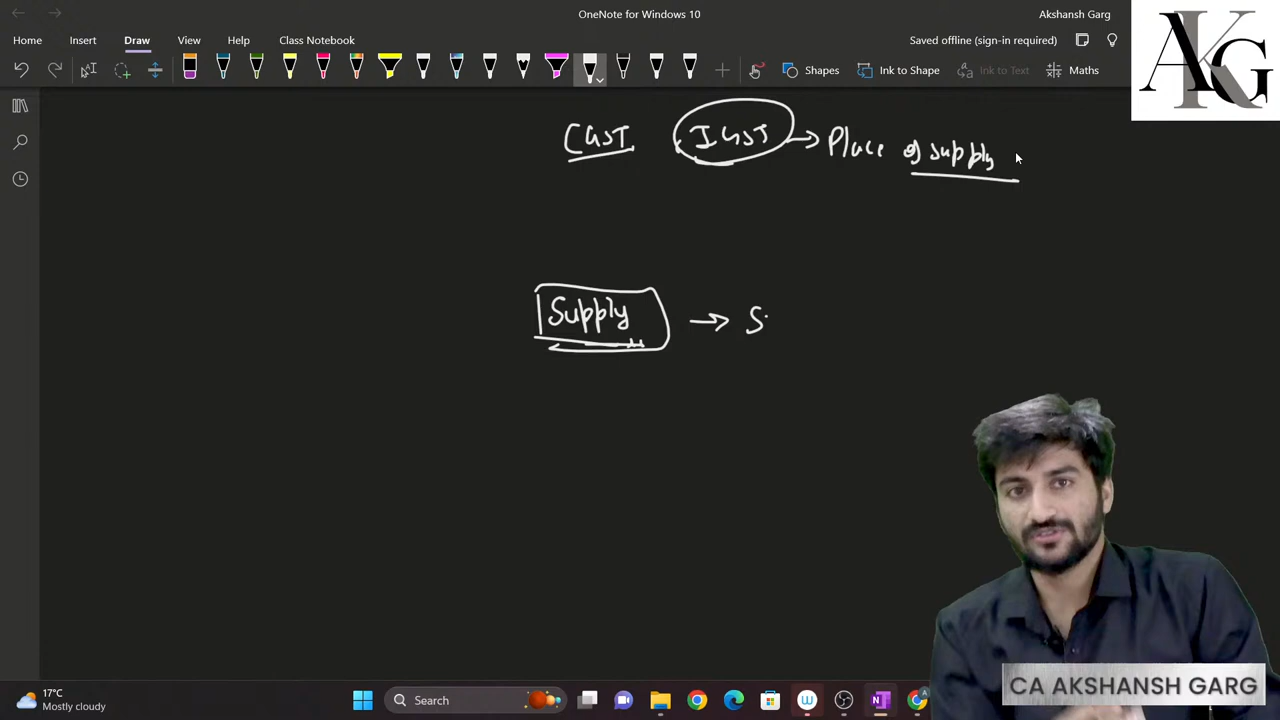 OneNote for Windows 10
Akshansh Garg
Home Insert Draw View Help Class Notebook
Saved offline (sign-in required)
Shapes Ink to Shape Ink to Text Maths
AKG
CGST IGST → Place of supply
Supply → S
CA AKSHANSH GARG
17°C
Mostly cloudy
Search